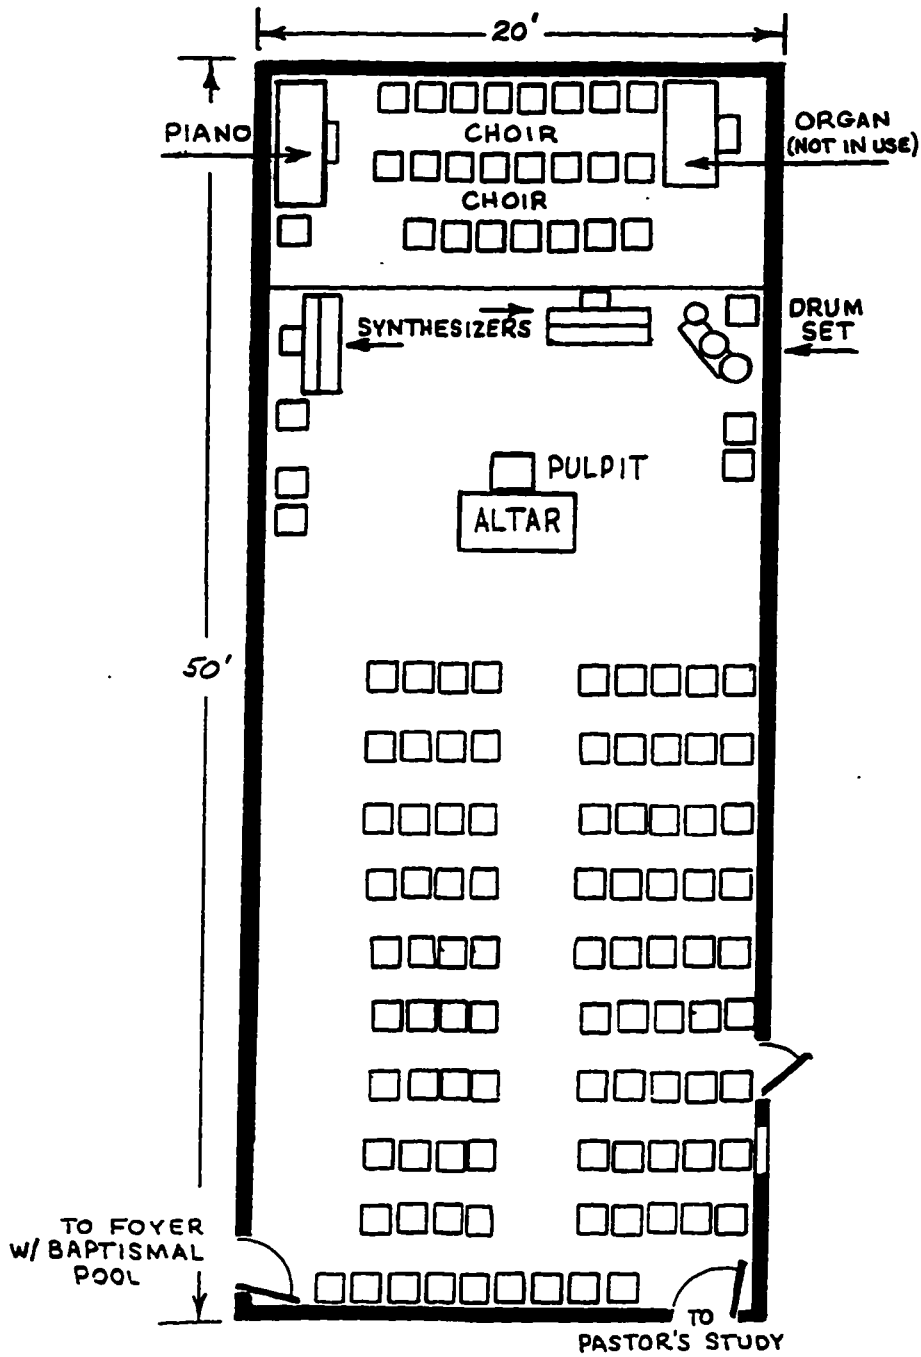 20'
PIANO
CHOIR
ORGAN
(NOT IN USE)
CHOIR
SYNTHESIZERS
DRUM
SET
PULPIT
ALTAR
50'
TO FOYER
W/ BAPTISMAL
POOL
TO
PASTOR'S STUDY